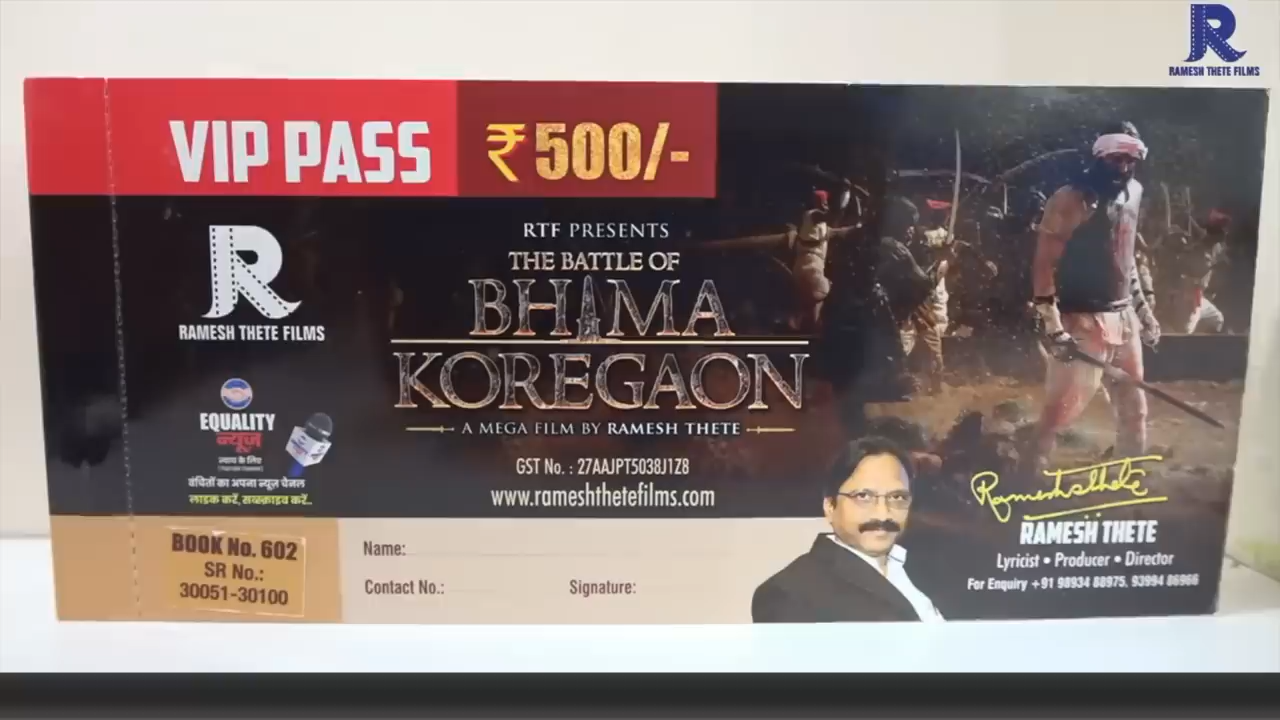 RAMESH THETE FILMS
VIP PASS ₹500/-
RAMESH THETE FILMS
RTF PRESENTS
THE BATTLE OF
BHIMA
KOREGAON
A MEGA FILM BY RAMESH THETE
GST No. : 27AAJPT5038J1Z8
www.rameshthetefilms.com
EQUALITY
न्यूज़
न्याय के लिए
वंचितों का अपना न्यूज़ चैनल
लाइक करें, सब्सक्राइब करें..
BOOK No. 602
SR No.:
30051-30100
Name:
Contact No.:
Signature:
Rameshthete
RAMESH THETE
Lyricist • Producer • Director
For Enquiry +91 98934 88975, 93994 86966